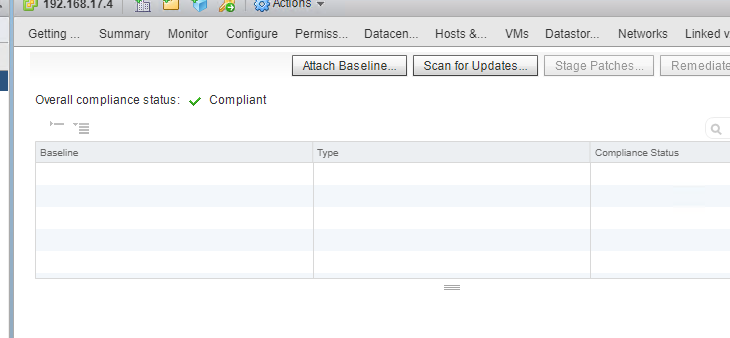 192.168.17.4 Actions
Getting ... Summary Monitor Configure Permiss... Datacen... Hosts &... VMs Datastor... Networks Linked v
Attach Baseline... Scan for Updates... Stage Patches... Remediate
Overall compliance status: Compliant
Baseline Type Compliance Status